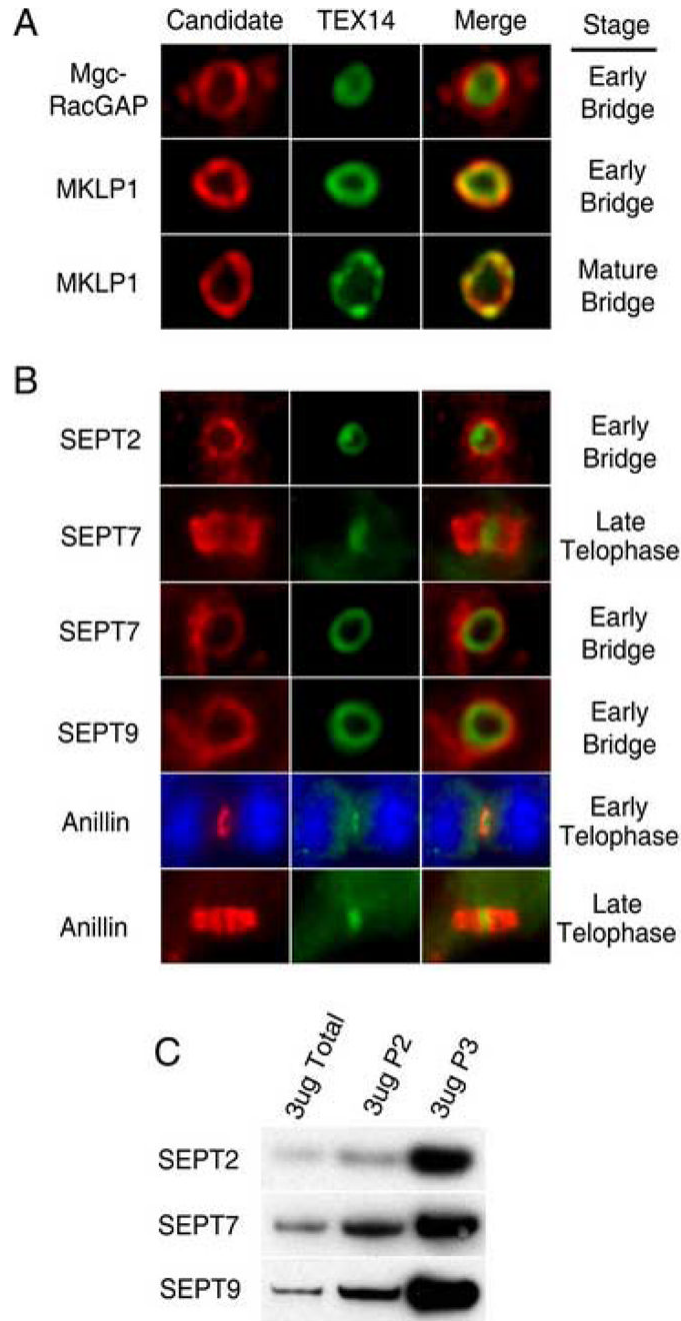 A
Candidate TEX14 Merge Stage
Mgc-
RacGAP
Early
Bridge
MKLP1
Early
Bridge
MKLP1
Mature
Bridge
B
SEPT2
Early
Bridge
SEPT7
Late
Telophase
SEPT7
Early
Bridge
SEPT9
Early
Bridge
Anillin
Early
Telophase
Anillin
Late
Telophase
C
3ug Total
3ug P2
3ug P3
SEPT2
SEPT7
SEPT9